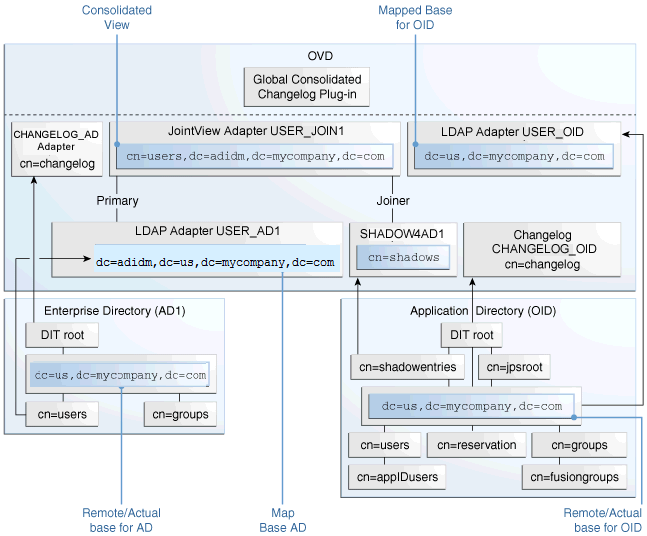 Consolidated
View
Mapped Base
for OID
OVD
Global Consolidated
Changelog Plug-in
CHANGELOG_AD
Adapter
cn=changelog
JointView Adapter USER_JOIN1
cn=users,dc=adidm,dc=mycompany,dc=com
LDAP Adapter USER_OID
dc=us,dc=mycompany,dc=com
Primary
Joiner
LDAP Adapter USER_AD1
dc=adidm,dc=us,dc=mycompany,dc=com
SHADOW4AD1
cn=shadows
Changelog
CHANGELOG_OID
cn=changelog
Enterprise Directory (AD1)
DIT root
dc=us,dc=mycompany,dc=com
cn=users
cn=groups
Application Directory (OID)
DIT root
cn=shadowentries
cn=jpsroot
dc=us,dc=mycompany,dc=com
cn=users
cn=reservation
cn=groups
cn=appIDusers
cn=fusiongroups
Remote/Actual
base for AD
Map
Base AD
Remote/Actual
base for OID